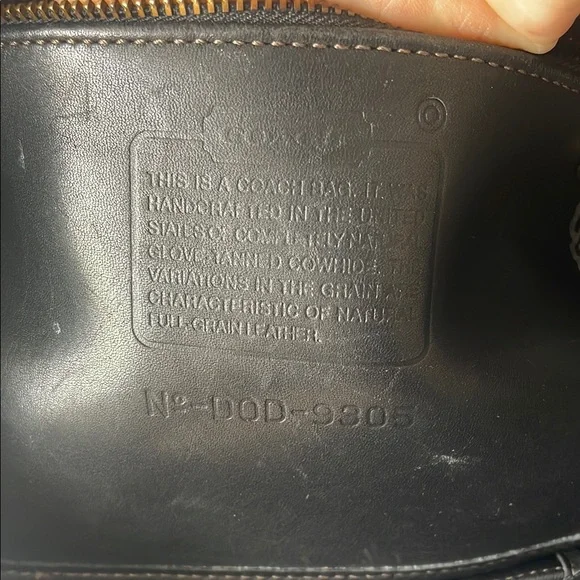 COACH
THIS IS A COACH BAG. IT WAS
HANDCRAFTED IN THE UNITED
STATES OF COMPLETELY NATURAL
GLOVE TANNED COWHIDE. THE
VARIATIONS IN THE GRAIN ARE
CHARACTERISTIC OF NATURAL
FULL-GRAIN LEATHER.
Nº-DOD-9305